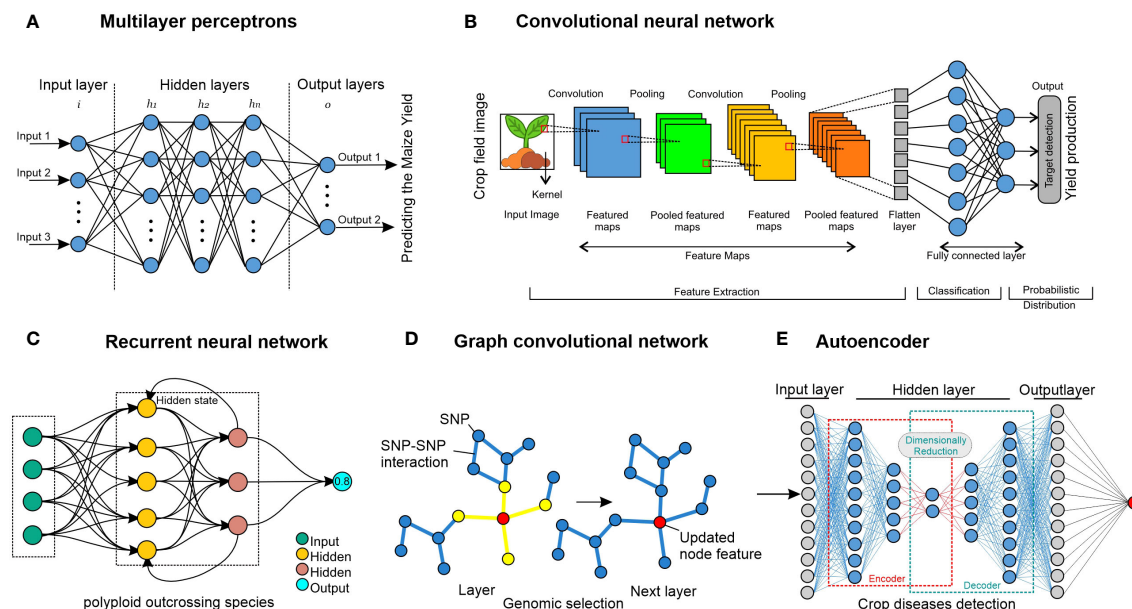 A Multilayer perceptrons
Input layer Hidden layers Output layers
i h1 h2 hn o
Input 1
Input 2
Input 3
Output 1
Output 2
Predicting the Maize Yield
B Convolutional neural network
Crop field image
Convolution Pooling Convolution Pooling
Kernel
Input Image
Featured
maps
Pooled featured
maps
Featured
maps
Pooled featured
maps
Flatten
layer
Output
Target detection
Yield production
Feature Maps
Fully connected layer
Feature Extraction
Classification
Probabilistic
Distribution
C Recurrent neural network
Hidden state
0.8
Input
Hidden
Hidden
Output
polyploid outcrossing species
D Graph convolutional network
SNP
SNP-SNP
interaction
Updated
node feature
Layer
Next layer
Genomic selection
E Autoencoder
Input layer Hidden layer Outputlayer
Dimensionally
Reduction
Encoder
Decoder
Crop diseases detection